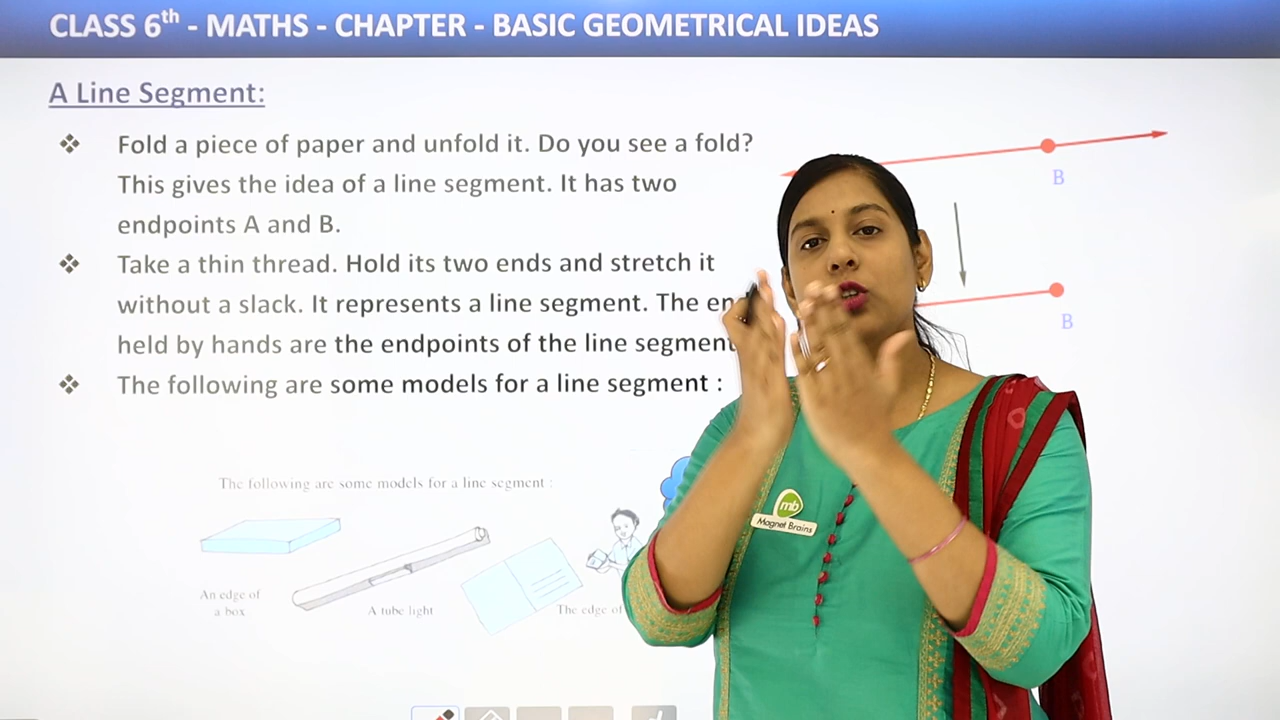 CLASS 6th - MATHS - CHAPTER - BASIC GEOMETRICAL IDEAS
A Line Segment:
❖ Fold a piece of paper and unfold it. Do you see a fold?
This gives the idea of a line segment. It has two
endpoints A and B.
❖ Take a thin thread. Hold its two ends and stretch it
without a slack. It represents a line segment. The
held by hands are the endpoints of the line segment
❖ The following are some models for a line segment :
B
B
The following are some models for a line segment :
An edge of
a box
A tube light
The edge of
mb
Magnet Brains